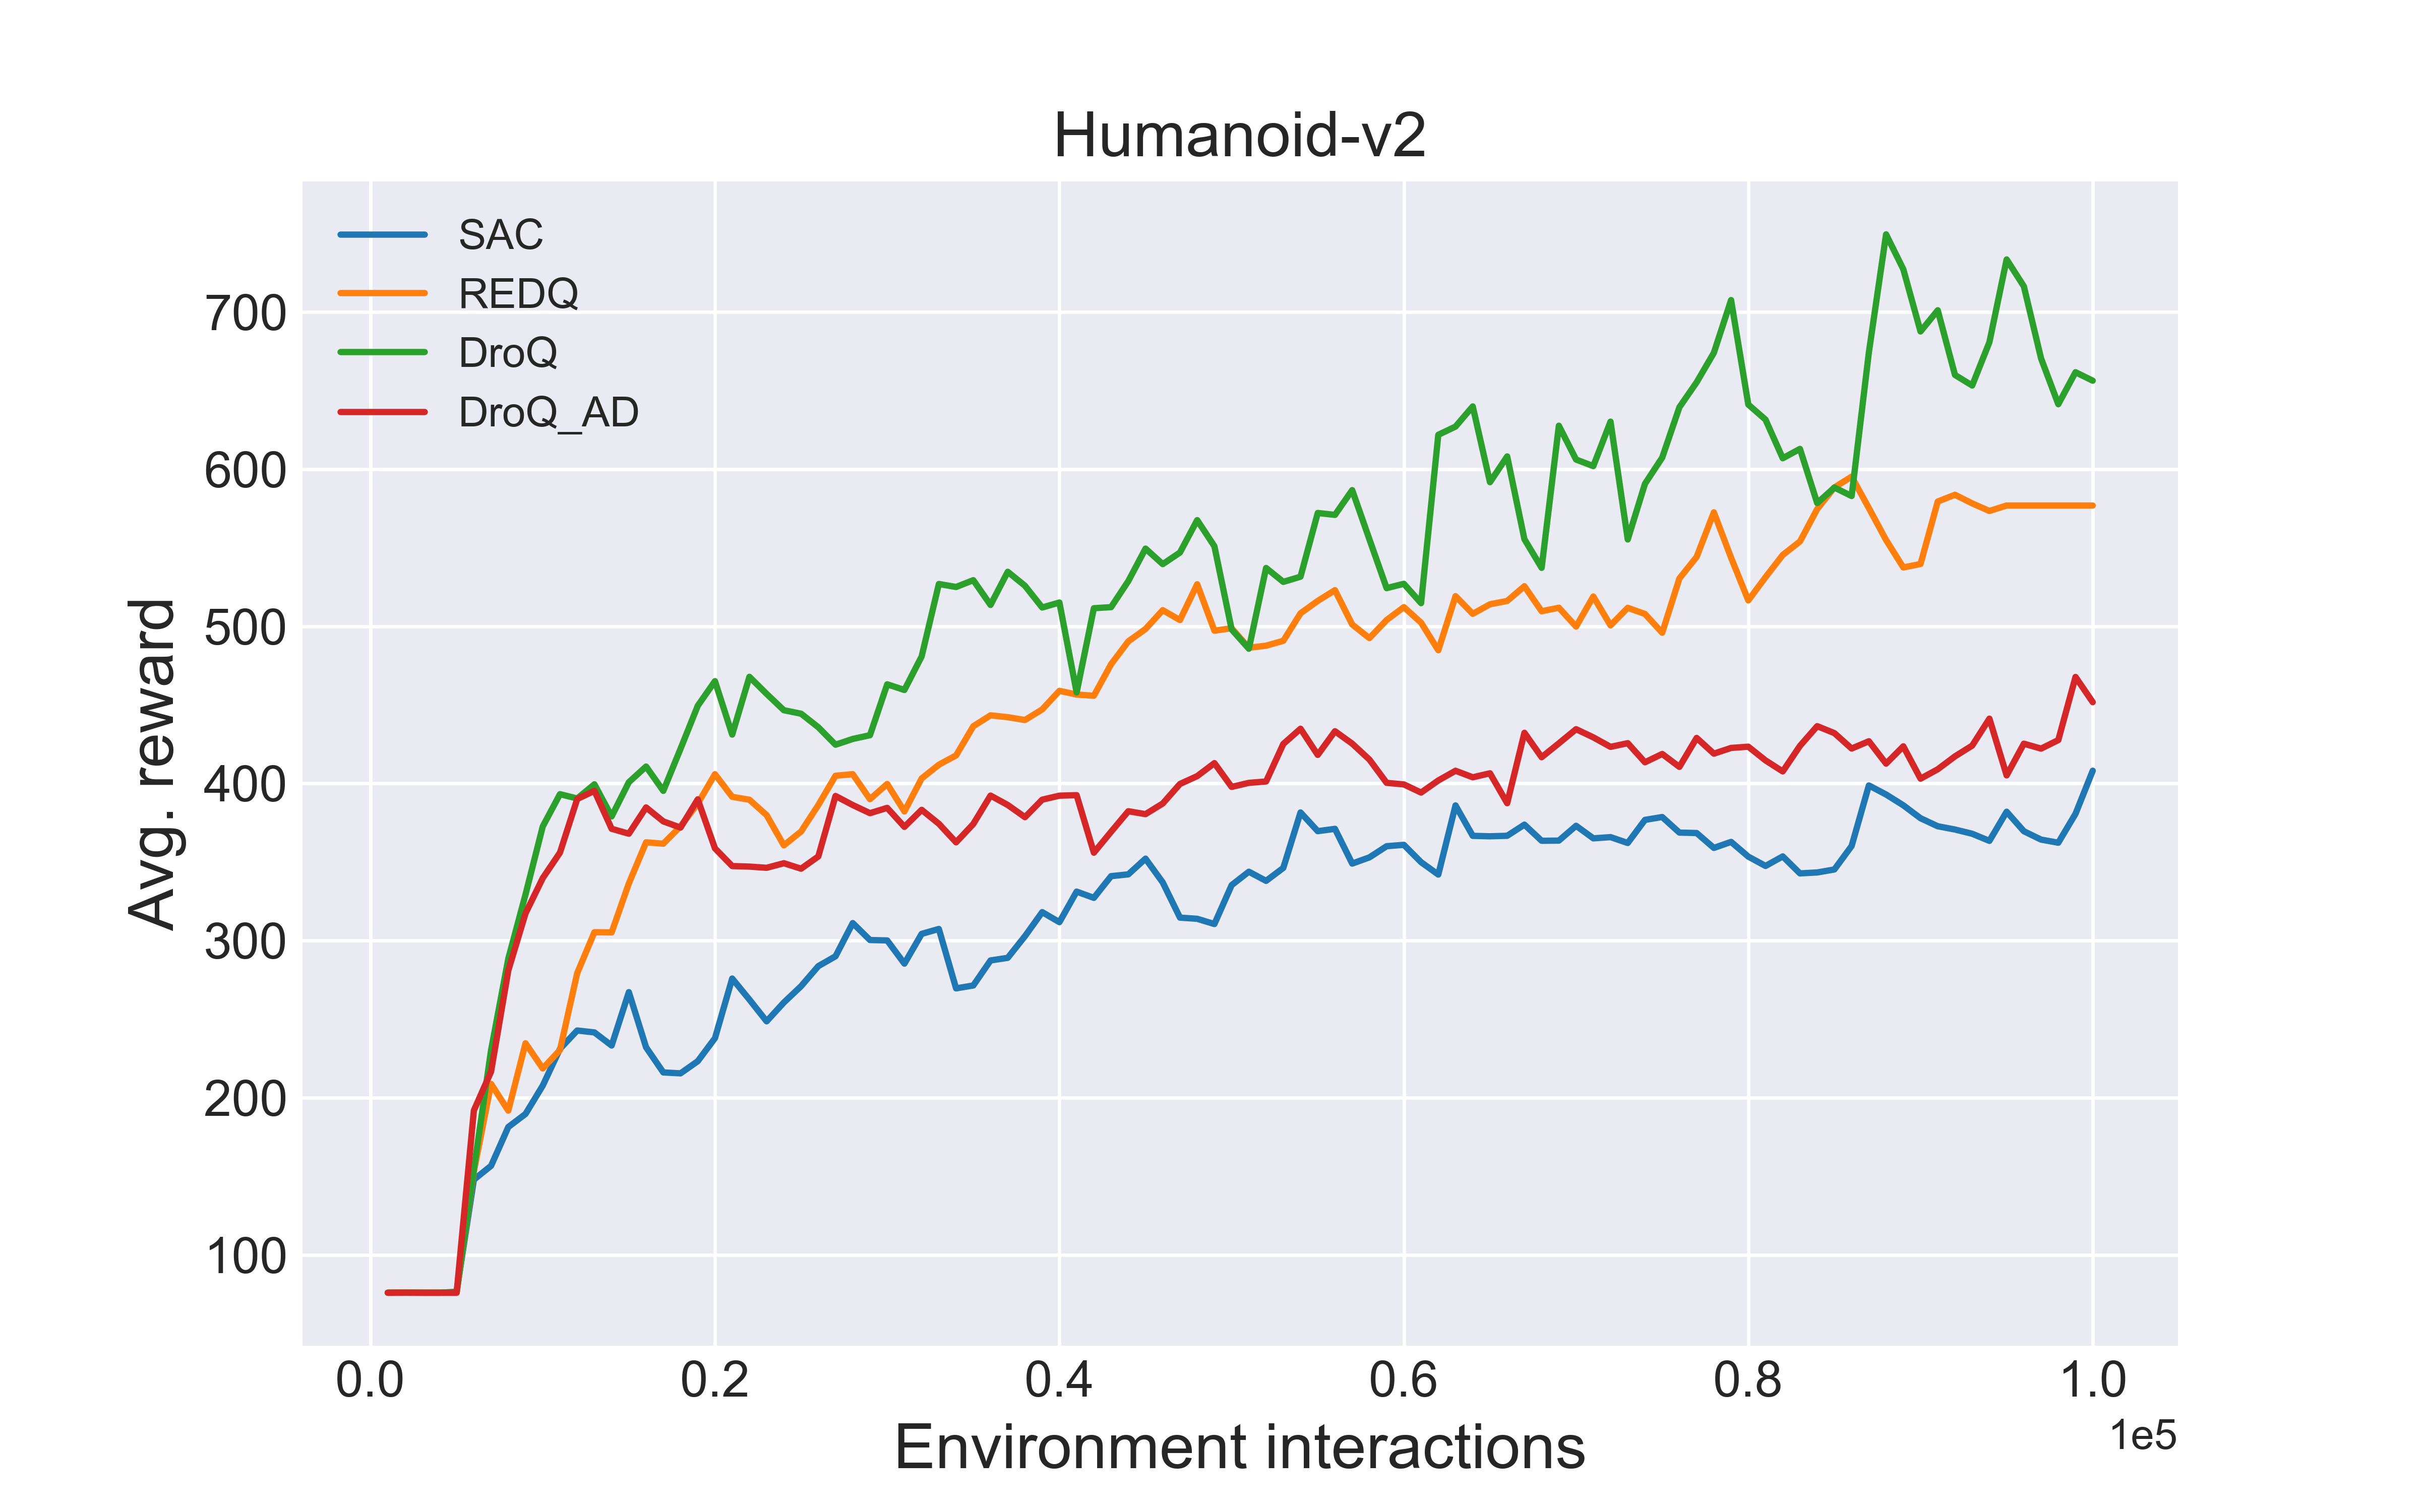 Humanoid-v2
SAC
REDQ
DroQ
DroQ_AD
700
600
500
400
300
200
100
Avg. reward
0.0 0.2 0.4 0.6 0.8 1.0
1e5
Environment interactions